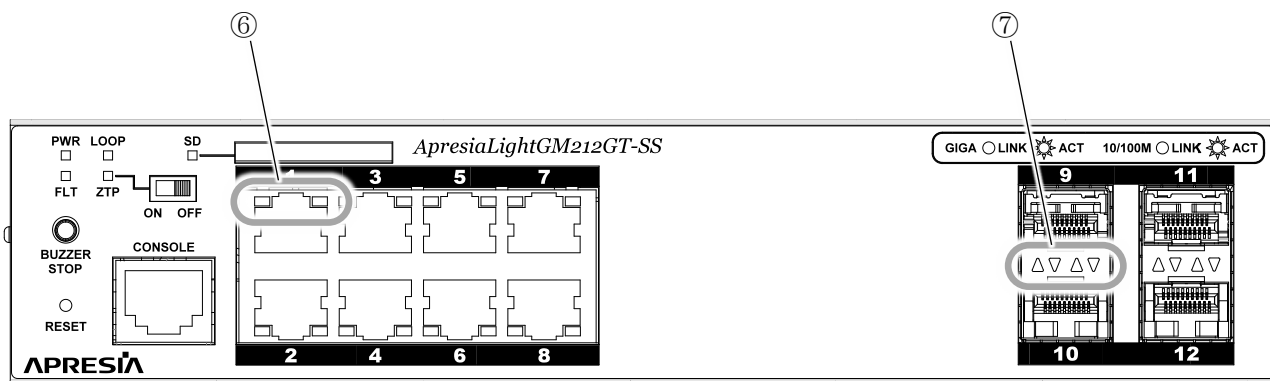 ⑥ ⑦
PWR LOOP SD
ApresiaLightGM212GT-SS
GIGA LINK ACT 10/100M LINK ACT
FLT ZTP
ON OFF
1 3 5 7
9 11
BUZZER
STOP
CONSOLE
RESET
APRESIA
2 4 6 8
10 12